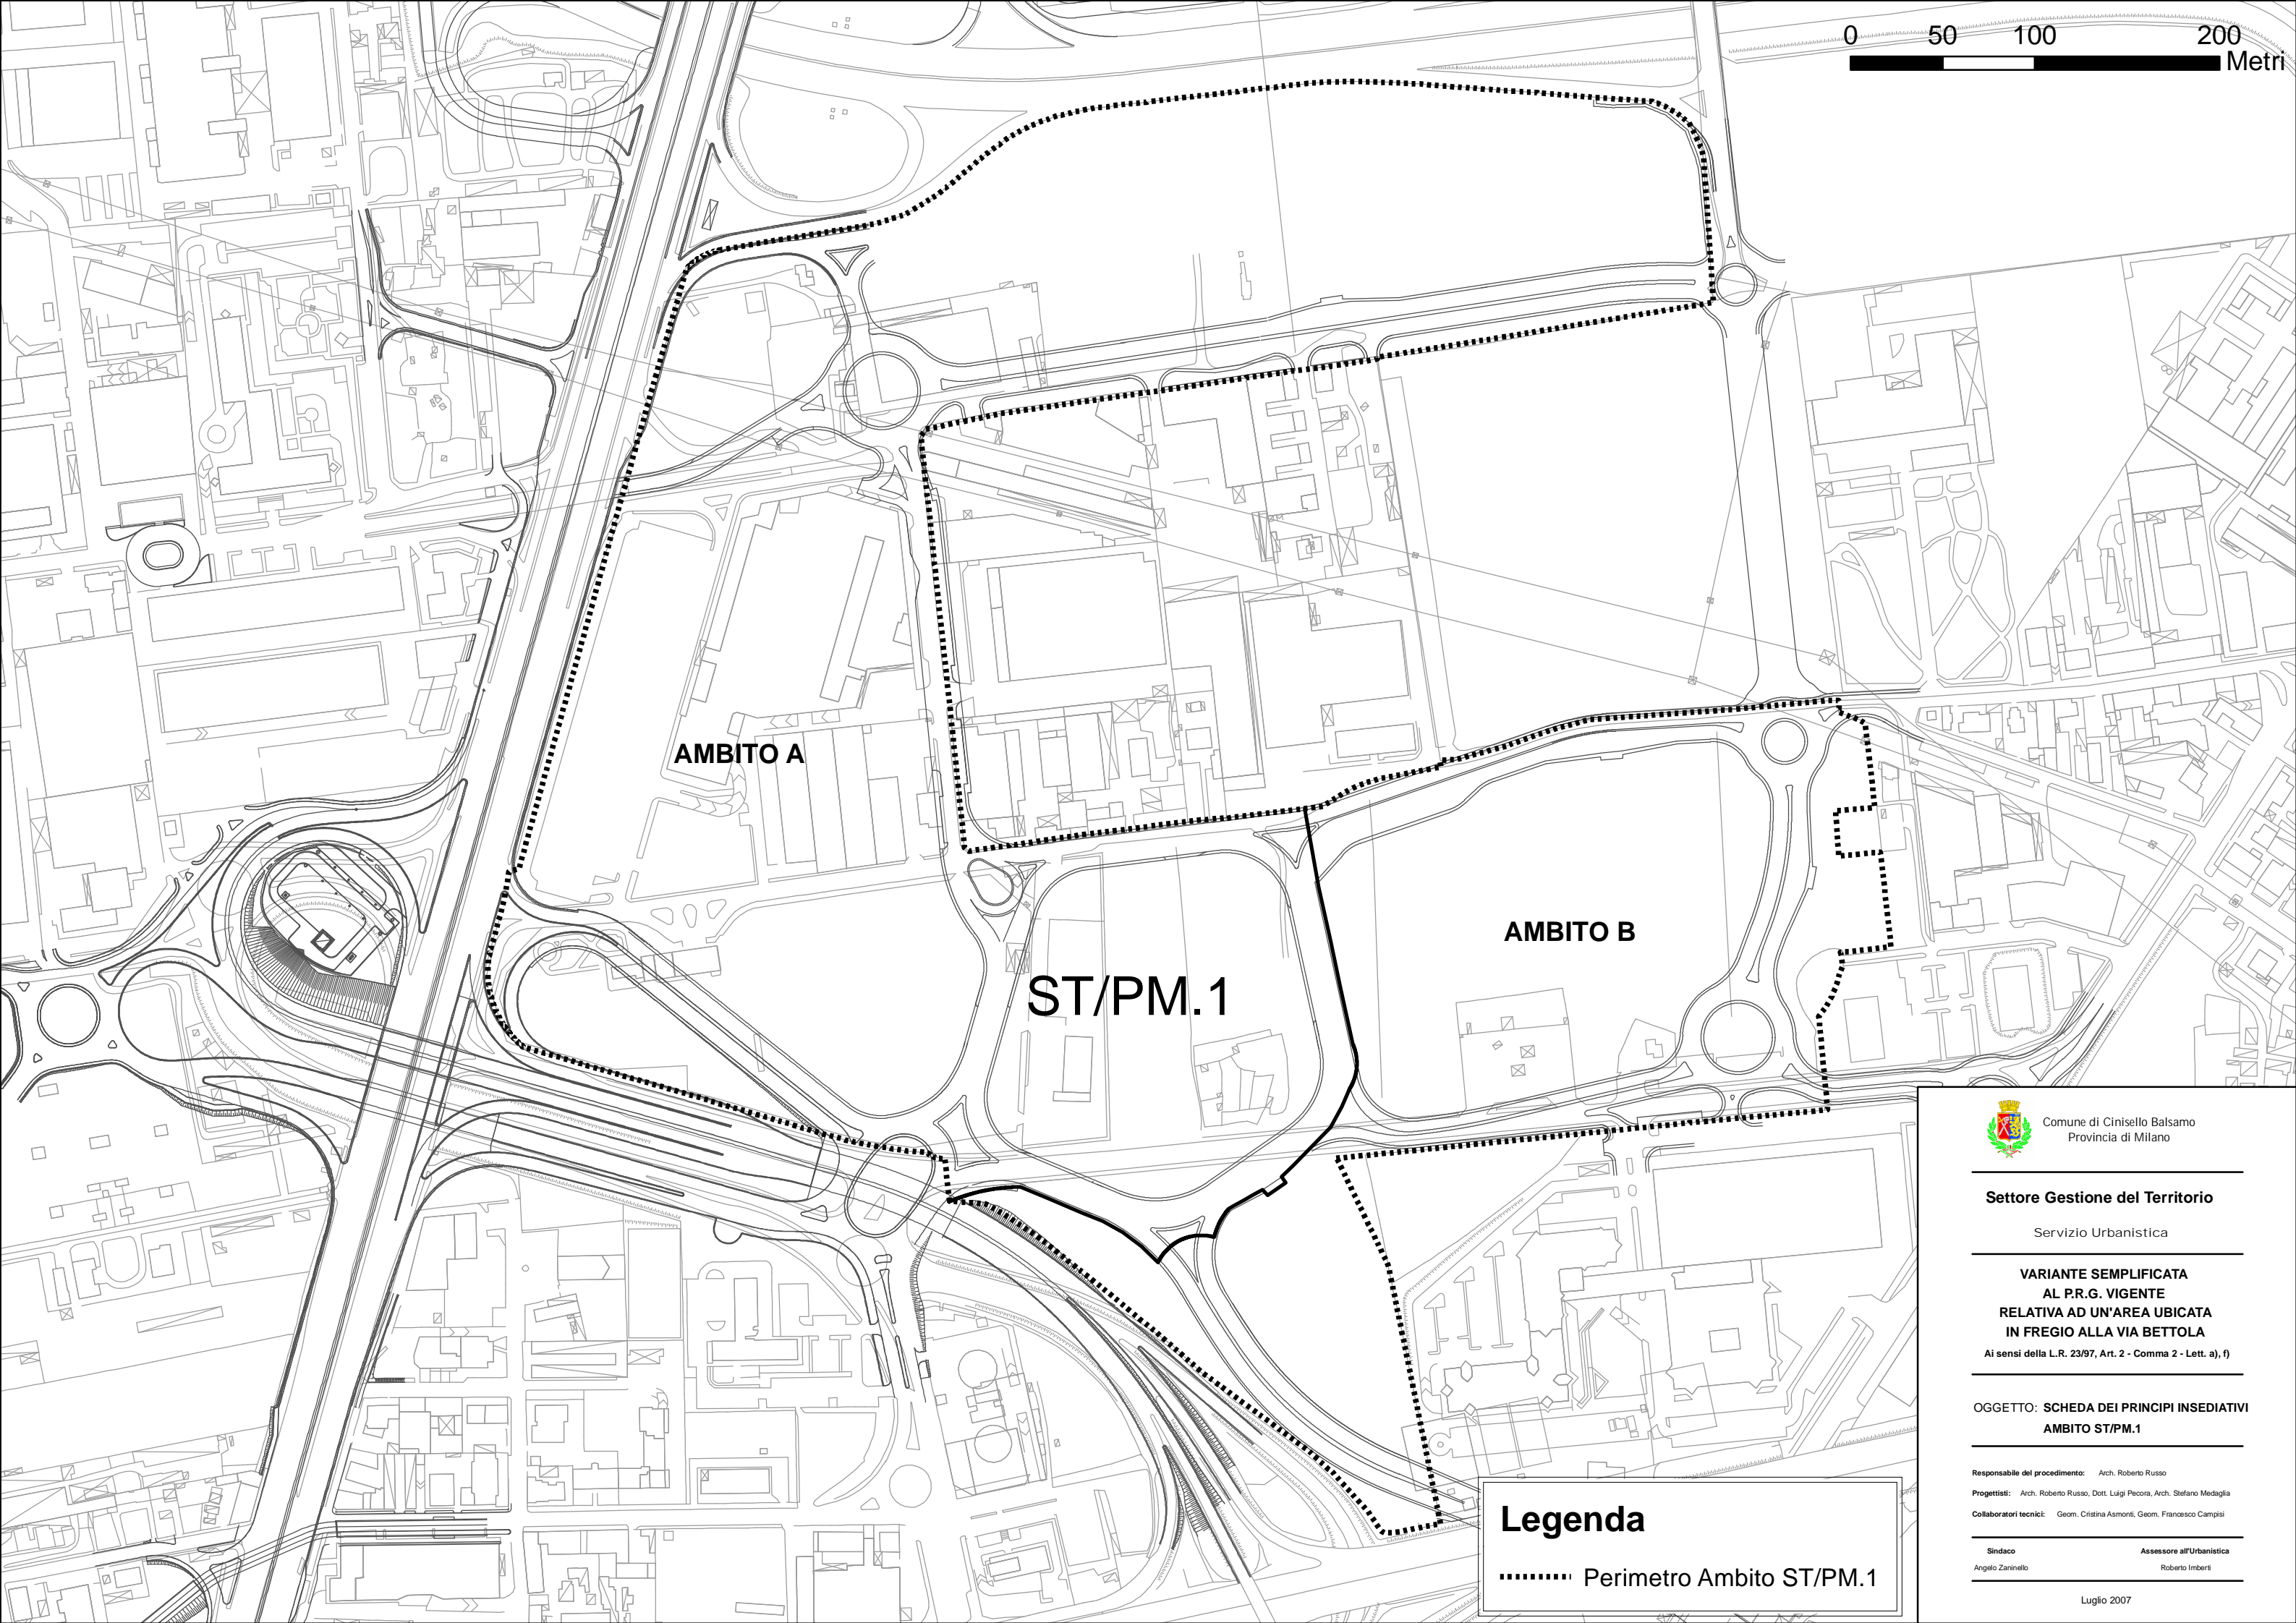 0 50 100 200
Metri
AMBITO A
AMBITO B
ST/PM.1
Comune di Cinisello Balsamo
Provincia di Milano
Settore Gestione del Territorio
Servizio Urbanistica
VARIANTE SEMPLIFICATA
AL P.R.G. VIGENTE
RELATIVA AD UN'AREA UBICATA
IN FREGIO ALLA VIA BETTOLA
Ai sensi della L.R. 23/97, Art. 2 - Comma 2 - Lett. a), f)
OGGETTO: SCHEDA DEI PRINCIPI INSEDIATIVI
AMBITO ST/PM.1
Responsabile del procedimento: Arch. Roberto Russo
Progettisti: Arch. Roberto Russo, Dott. Luigi Pecora, Arch. Stefano Medaglia
Collaboratori tecnici: Geom. Cristina Asmonti, Geom. Francesco Campisi
Sindaco Assessore all'Urbanistica
Angelo Zaninello Roberto Imberti
Luglio 2007
Legenda
Perimetro Ambito ST/PM.1